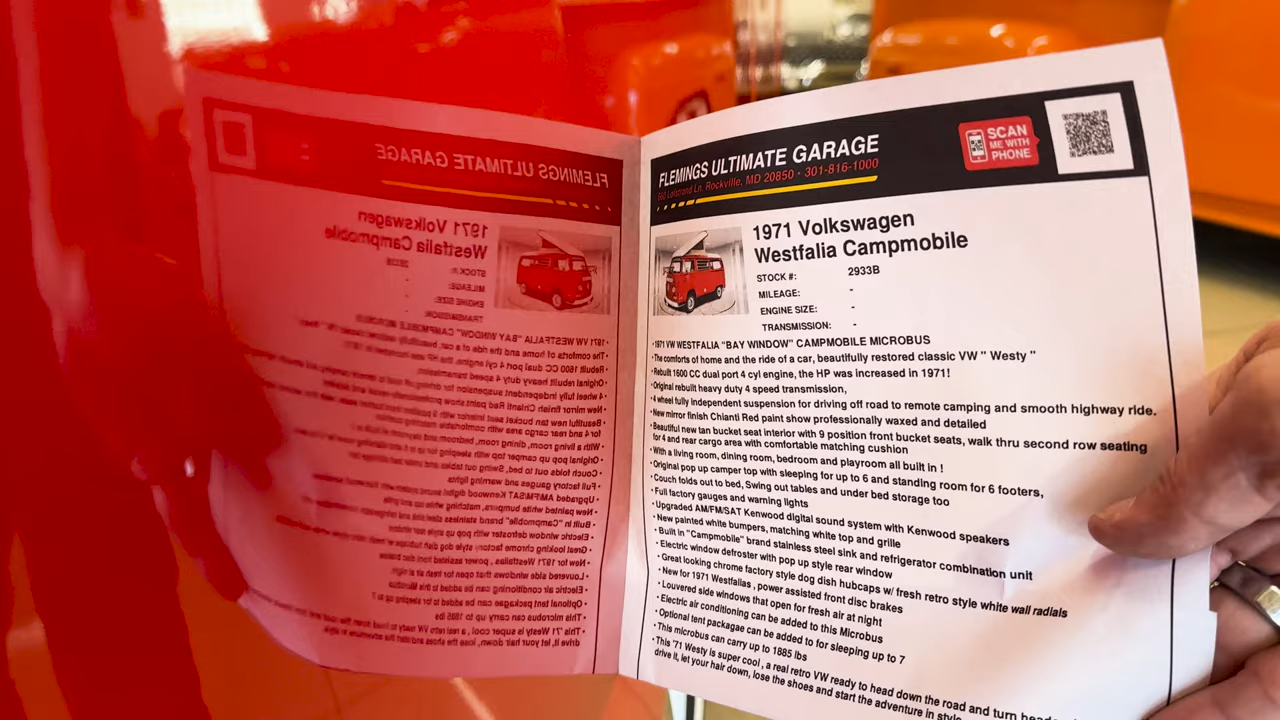 FLEMINGS ULTIMATE GARAGE
Rockville, MD 20850 • 301-816-1000
SCAN
ME WITH
PHONE
1971 Volkswagen
Westfalia Campmobile
STOCK #: 2933B
MILEAGE: -
ENGINE SIZE: -
TRANSMISSION: -
•1971 VW WESTFALIA "BAY WINDOW" CAMPMOBILE MICROBUS
•The comforts of home and the ride of a car, beautifully restored classic VW " Westy "
•Rebuilt 1600 CC dual port 4 cyl engine, the HP was increased in 1971!
•Original rebuilt heavy duty 4 speed transmission,
•4 wheel fully independent suspension for driving off road to remote camping and smooth highway ride.
•New mirror finish Chianti Red paint show professionally waxed and detailed
•Beautiful new tan bucket seat interior with 9 position front bucket seats, walk thru second row seating
for 4 and rear cargo area with comfortable matching cushion
•With a living room, dining room, bedroom and playroom all built in !
•Original pop up camper top with sleeping for up to 6 and standing room for 6 footers,
•Couch folds out to bed, Swing out tables and under bed storage too
•Full factory gauges and warning lights
•Upgraded AM/FM/SAT Kenwood digital sound system with Kenwood speakers
•New painted white bumpers, matching white top and grille
•Built in "Campmobile" brand stainless steel sink and refrigerator combination unit
•Electric window defroster with pop up style rear window
•Great looking chrome factory style dog dish hubcaps w/ fresh retro style white wall radials
•New for 1971 Westfalias , power assisted front disc brakes
•Louvered side windows that open for fresh air at night
•Electric air conditioning can be added to this Microbus
•Optional tent packagae can be added to for sleeping up to 7
•This microbus can carry up to 1885 lbs
•This '71 Westy is super cool , a real retro VW ready to head down the road and turn
drive it, let your hair down, lose the shoes and start the adventure in style